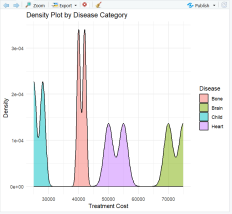 Zoom Export Publish
Density Plot by Disease Category
3e-04
2e-04
1e-04
0e+00
Density
30000 40000 50000 60000 70000
Treatment Cost
Disease
Bone
Brain
Child
Heart